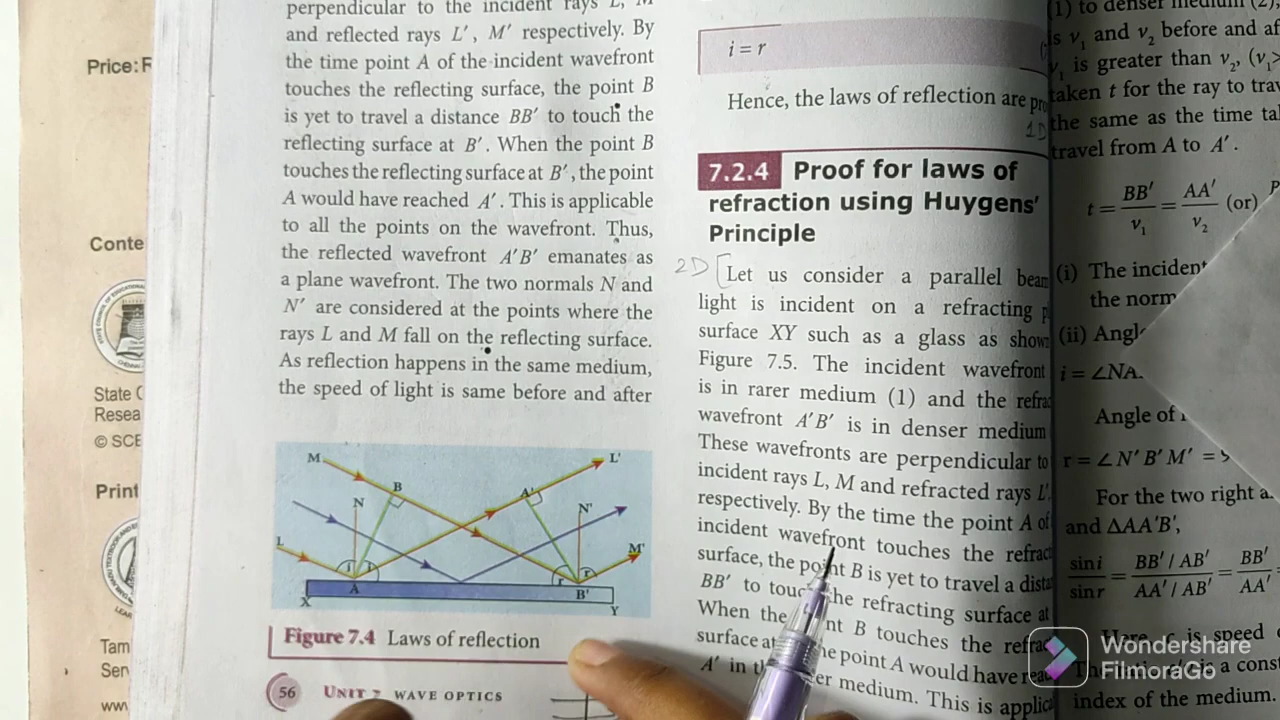 Price:
Conte
State
Resea
© SCE
Print
Tam
Sen
www
perpendicular to the incident rays L, M
and reflected rays L′, M′ respectively. By
the time point A of the incident wavefront
touches the reflecting surface, the point B
is yet to travel a distance BB′ to touch the
reflecting surface at B′. When the point B
touches the reflecting surface at B′, the point
A would have reached A′. This is applicable
to all the points on the wavefront. Thus,
the reflected wavefront A′B′ emanates as
a plane wavefront. The two normals N and
N′ are considered at the points where the
rays L and M fall on the reflecting surface.
As reflection happens in the same medium,
the speed of light is same before and after
M B A′ L′
N N′
L M′
i r r
X A B′ Y
Figure 7.4 Laws of reflection
56 UNIT 7 WAVE OPTICS
i = r
Hence, the laws of reflection are
1D
7.2.4 Proof for laws of
refraction using Huygens'
Principle
2D [Let us consider a parallel beam
light is incident on a refracting
surface XY such as a glass as shown
Figure 7.5. The incident wavefront
is in rarer medium (1) and the
wavefront A′B′ is in denser medium
These wavefronts are perpendicular to
incident rays L, M and refracted rays L′
respectively. By the time the point A of
incident wavefront touches the
surface, the point B is yet to travel a
BB′ to touch the refracting surface at
When the B touches the
surface at the point A would have
A′ in medium. This is
(1) to denser medium (2),
is v₁ and v₂ before and
v₁ is greater than v₂, (v₁>
taken t for the ray to
the same as the time
travel from A to A′.
t = BB′/v₁ = AA′/v₂ (or)
(i) The incident
the norm
(ii) Angl
i = ∠NA
Angle of
r = ∠N′B′M′ =
For the two right
and ΔAA′B′,
sin i / sin r = BB′ / AB′ / AA′ / AB′ = BB′ / AA′ =
Here, c is speed
is a
index of the medium.
Wondershare
FilmoraGo